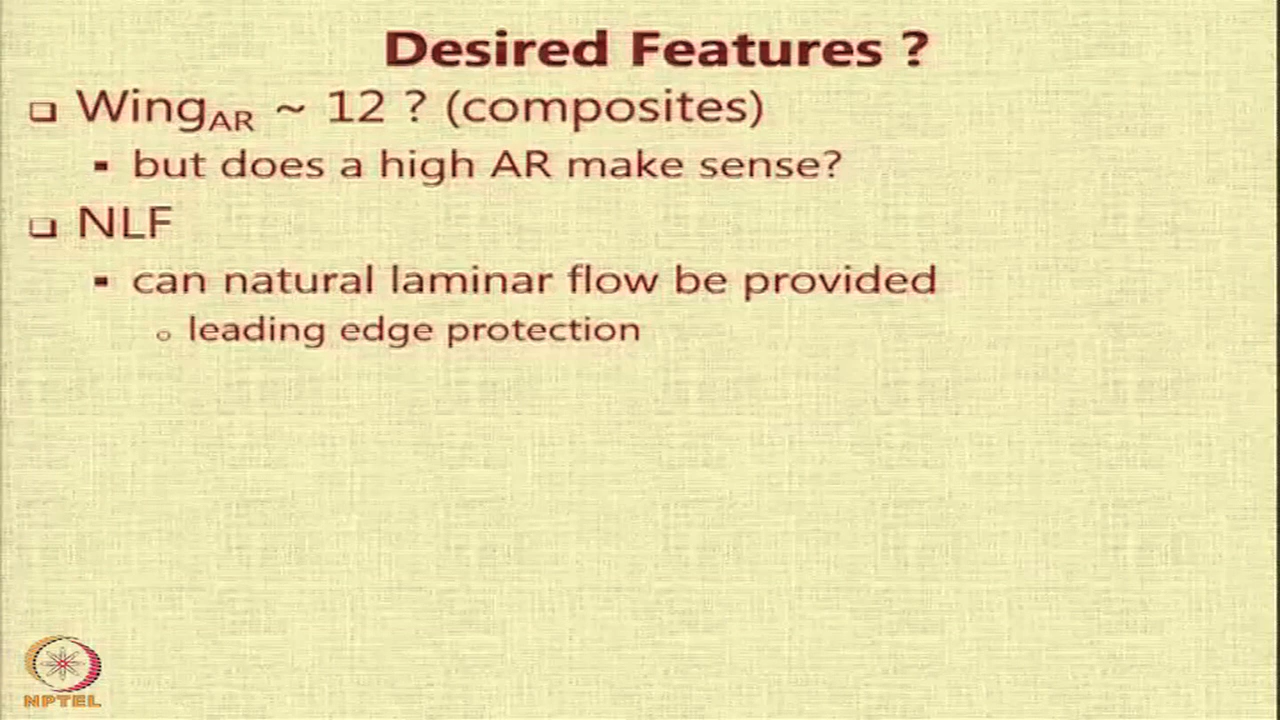 Desired Features ?
Wing_AR ~ 12 ? (composites)
but does a high AR make sense?
NLF
can natural laminar flow be provided
leading edge protection
NPTEL